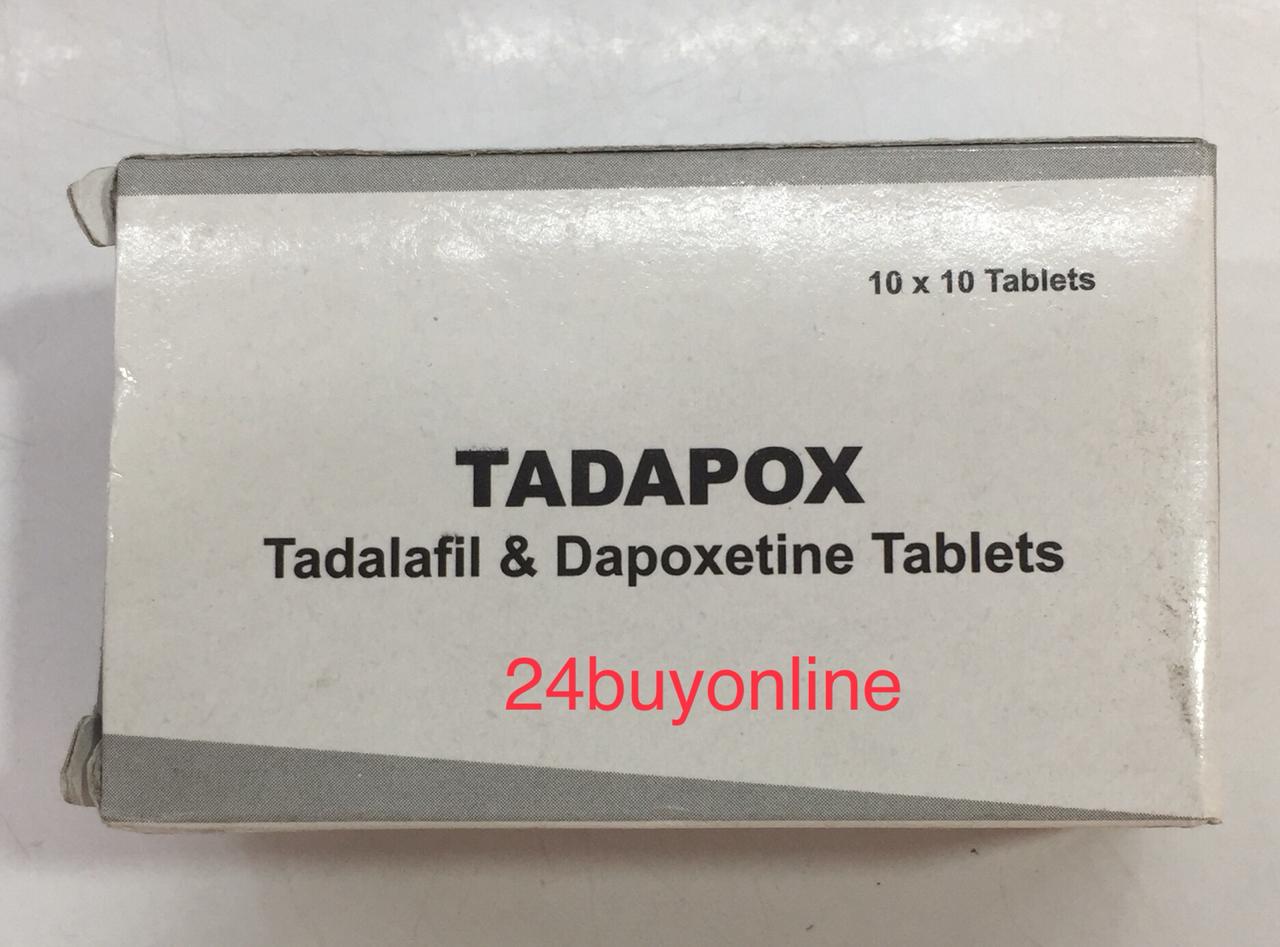 10 x 10 Tablets
TADAPOX
Tadalafil & Dapoxetine Tablets
24buyonline